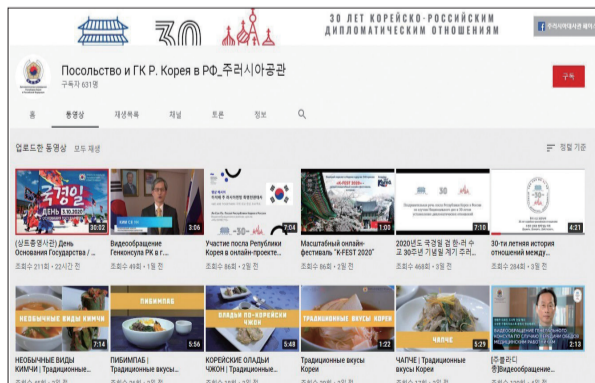 30 ЛЕТ КОРЕЙСКО-РОССИЙСКИМ
ДИПЛОМАТИЧЕСКИМ ОТНОШЕНИЯМ
Посольство и ГК Р. Корея в РФ_주러시아공관
구독자 631명
구독
홈 동영상 재생목록 채널 토론 정보
업로드한 동영상 모두 재생
정렬 기준
국경일
ДЕНЬ 3.10.2020
30:02
3:06
7:04
«K-FEST 2020»
1:00
7:10
4:21
(상트총영사관) День
Основания Государства / ...
조회수 211회 • 22시간 전
Видеообращение
Генконсула РК в г....
조회수 49회 • 1일 전
Участие посла Републики
Корея в онлайн-проекте...
조회수 86회 • 2일 전
Масштабный онлайн-
фестиваль "K-FEST 2020"
조회수 66회 • 2일 전
2020년도 국경일 겸 한-러 수
교 30주년 기념일 계기 주러...
조회수 468회 • 3일 전
30-ти летняя история
отношений между...
조회수 284회 • 3일 전
НЕОБЫЧНЫЕ ВИДЫ КИМЧИ
7:14
ПИБИМПАБ
5:56
ОЛАДЬИ ПО-КОРЕЙСКИ
ЧЖОН
5:48
ТРАДИЦИОННЫЕ ВКУСЫ КОРЕИ
1:22
ЧАПЧЕ
5:29
2:13
НЕОБЫЧНЫЕ ВИДЫ
КИМЧИ | Традиционные...
ПИБИМПАБ |
Традиционные вкусы...
КОРЕЙСКИЕ ОЛАДЬИ
ЧЖОН | Традиционные...
Традиционные вкусы
Кореи
ЧАПЧЕ | Традиционные
вкусы Кореи
[주블라디
총]Видеообращение...